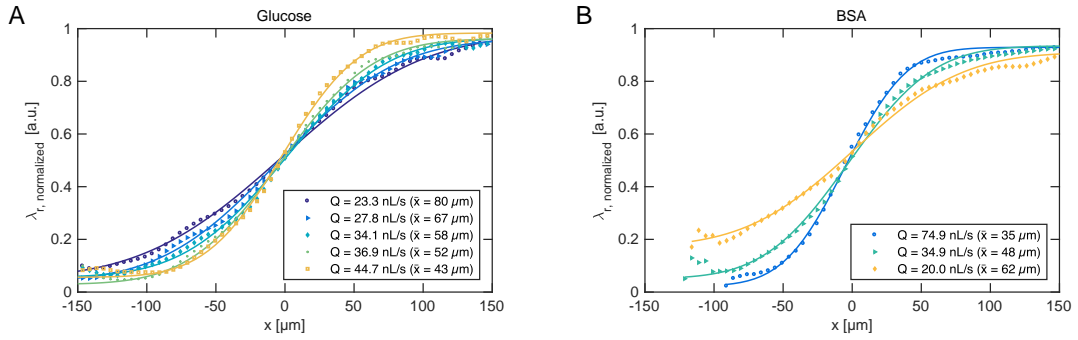 A
Glucose
1
0.8
0.6
0.4
0.2
0
λr, normalized [a.u.]
-150 -100 -50 0 50 100 150
x [µm]
Q = 23.3 nL/s (x̄ = 80 µm)
Q = 27.8 nL/s (x̄ = 67 µm)
Q = 34.1 nL/s (x̄ = 58 µm)
Q = 36.9 nL/s (x̄ = 52 µm)
Q = 44.7 nL/s (x̄ = 43 µm)
B
BSA
1
0.8
0.6
0.4
0.2
0
λr, normalized [a.u.]
-150 -100 -50 0 50 100 150
x [µm]
Q = 74.9 nL/s (x̄ = 35 µm)
Q = 34.9 nL/s (x̄ = 48 µm)
Q = 20.0 nL/s (x̄ = 62 µm)